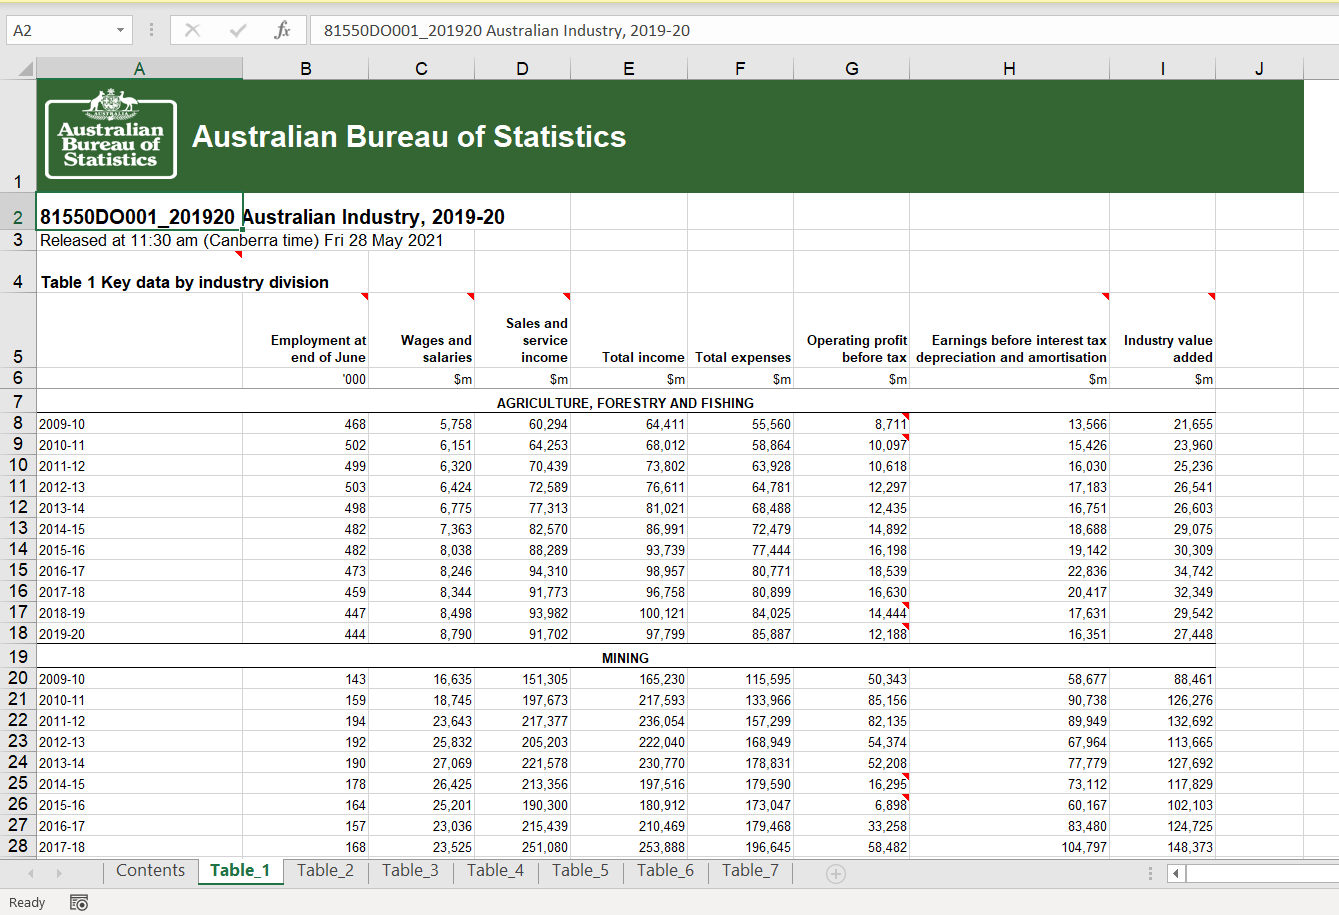 A2 fx 81550DO001_201920 Australian Industry, 2019-20
A B C D E F G H I J
AUSTRALIA
Australian
Bureau of
Statistics
Australian Bureau of Statistics
1
2 81550DO001_201920 Australian Industry, 2019-20
3 Released at 11:30 am (Canberra time) Fri 28 May 2021
4 Table 1 Key data by industry division
Sales and
Employment at Wages and service Operating profit Earnings before interest tax Industry value
5 end of June salaries income Total income Total expenses before tax depreciation and amortisation added
6 '000 $m $m $m $m $m $m $m
7 AGRICULTURE, FORESTRY AND FISHING
8 2009-10 468 5,758 60,294 64,411 55,560 8,711 13,566 21,655
9 2010-11 502 6,151 64,253 68,012 58,864 10,097 15,426 23,960
10 2011-12 499 6,320 70,439 73,802 63,928 10,618 16,030 25,236
11 2012-13 503 6,424 72,589 76,611 64,781 12,297 17,183 26,541
12 2013-14 498 6,775 77,313 81,021 68,488 12,435 16,751 26,603
13 2014-15 482 7,363 82,570 86,991 72,479 14,892 18,688 29,075
14 2015-16 482 8,038 88,289 93,739 77,444 16,198 19,142 30,309
15 2016-17 473 8,246 94,310 98,957 80,771 18,539 22,836 34,742
16 2017-18 459 8,344 91,773 96,758 80,899 16,630 20,417 32,349
17 2018-19 447 8,498 93,982 100,121 84,025 14,444 17,631 29,542
18 2019-20 444 8,790 91,702 97,799 85,887 12,188 16,351 27,448
19 MINING
20 2009-10 143 16,635 151,305 165,230 115,595 50,343 58,677 88,461
21 2010-11 159 18,745 197,673 217,593 133,966 85,156 90,738 126,276
22 2011-12 194 23,643 217,377 236,054 157,299 82,135 89,949 132,692
23 2012-13 192 25,832 205,203 222,040 168,949 54,374 67,964 113,665
24 2013-14 190 27,069 221,578 230,770 178,831 52,208 77,779 127,692
25 2014-15 178 26,425 213,356 197,516 179,590 16,295 73,112 117,829
26 2015-16 164 25,201 190,300 180,912 173,047 6,898 60,167 102,103
27 2016-17 157 23,036 215,439 210,469 179,468 33,258 83,480 124,725
28 2017-18 168 23,525 251,080 253,888 196,645 58,482 104,797 148,373
Contents Table_1 Table_2 Table_3 Table_4 Table_5 Table_6 Table_7
Ready